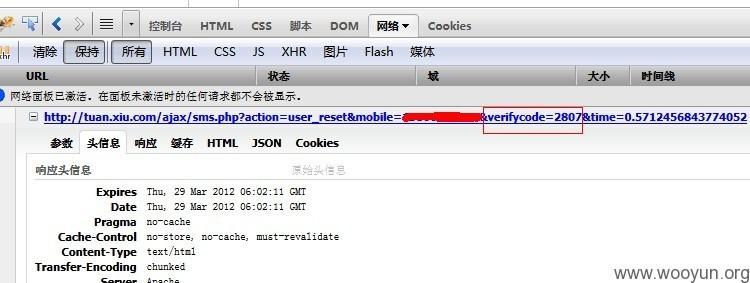 控制台 HTML CSS 脚本 DOM 网络 Cookies
清除 保持 所有 HTML CSS JS XHR 图片 Flash 媒体
URL 状态 域 大小 时间线
网络面板已激活. 在面板未激活时的任何请求都不会被显示.
http://tuan.xiu.com/ajax/sms.php?action=user_reset&mobile= &verifycode=2807&time=0.5712456843774052
参数 头信息 响应 缓存 HTML JSON Cookies
响应头信息 原始头信息
Expires Thu, 29 Mar 2012 06:02:11 GMT
Date Thu, 29 Mar 2012 06:02:11 GMT
Pragma no-cache
Cache-Control no-store, no-cache, must-revalidate
Content-Type text/html
Transfer-Encoding chunked
Server Apache
www.wooyun.org